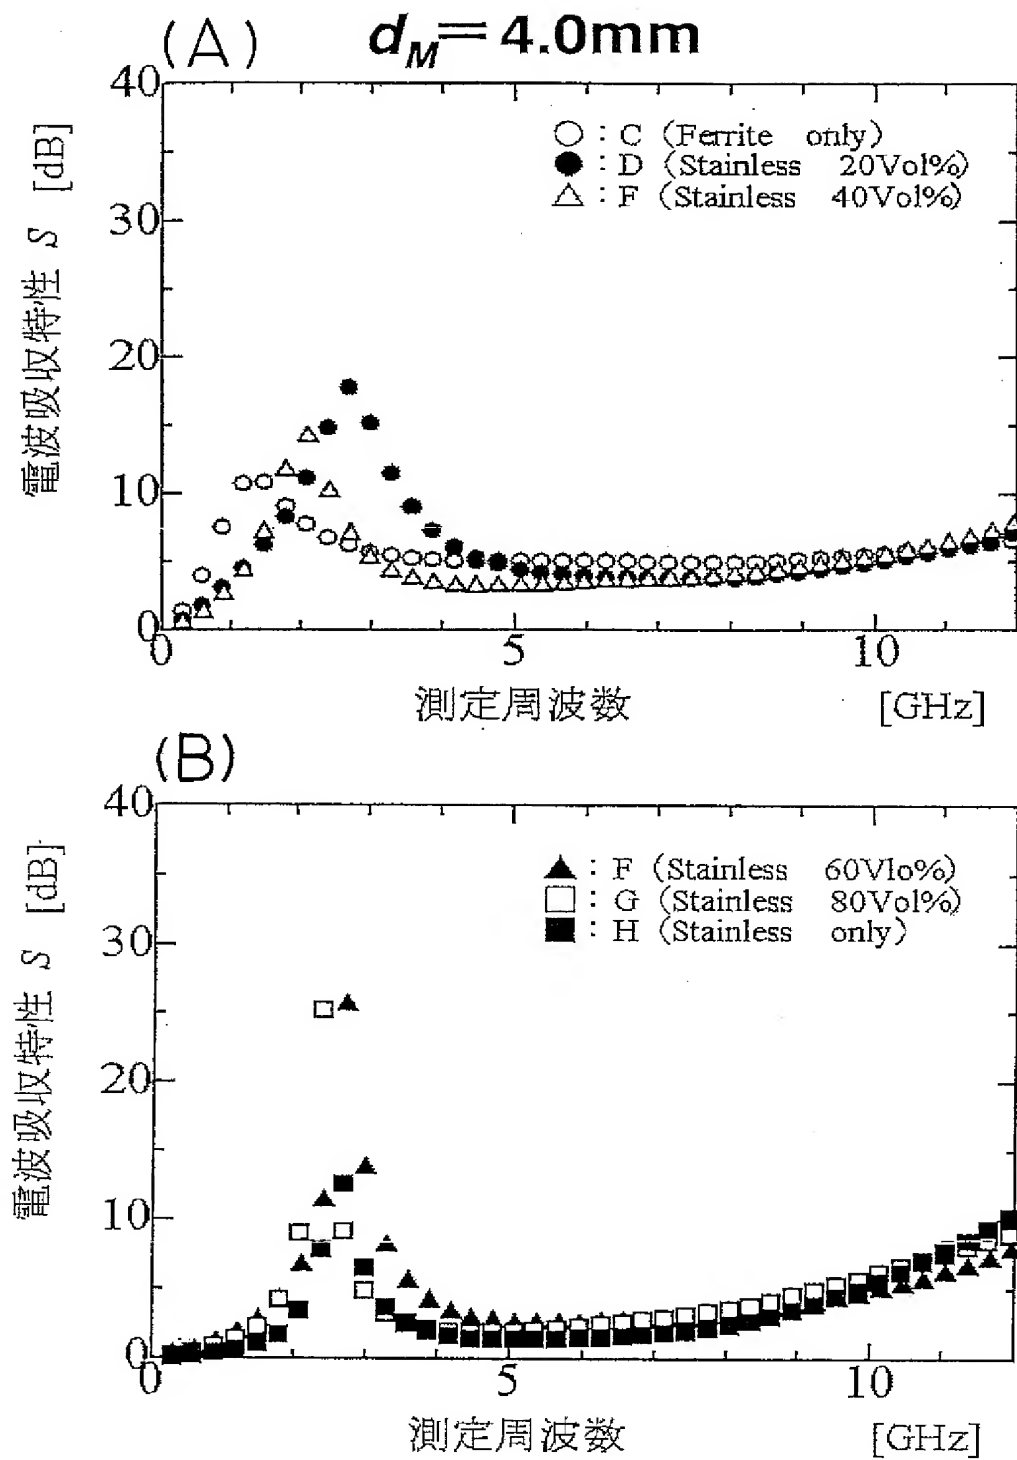 (A) d_M=4.0mm
40
○ : C (Ferrite only)
● : D (Stainless 20Vol%)
△ : F (Stainless 40Vol%)
30
20
10
0
0 5 10
電波吸収特性 S [dB]
測定周波数 [GHz]
(B)
40
▲ : F (Stainless 60Vlo%)
□ : G (Stainless 80Vol%)
■ : H (Stainless only)
30
20
10
0
0 5 10
電波吸収特性 S [dB]
測定周波数 [GHz]